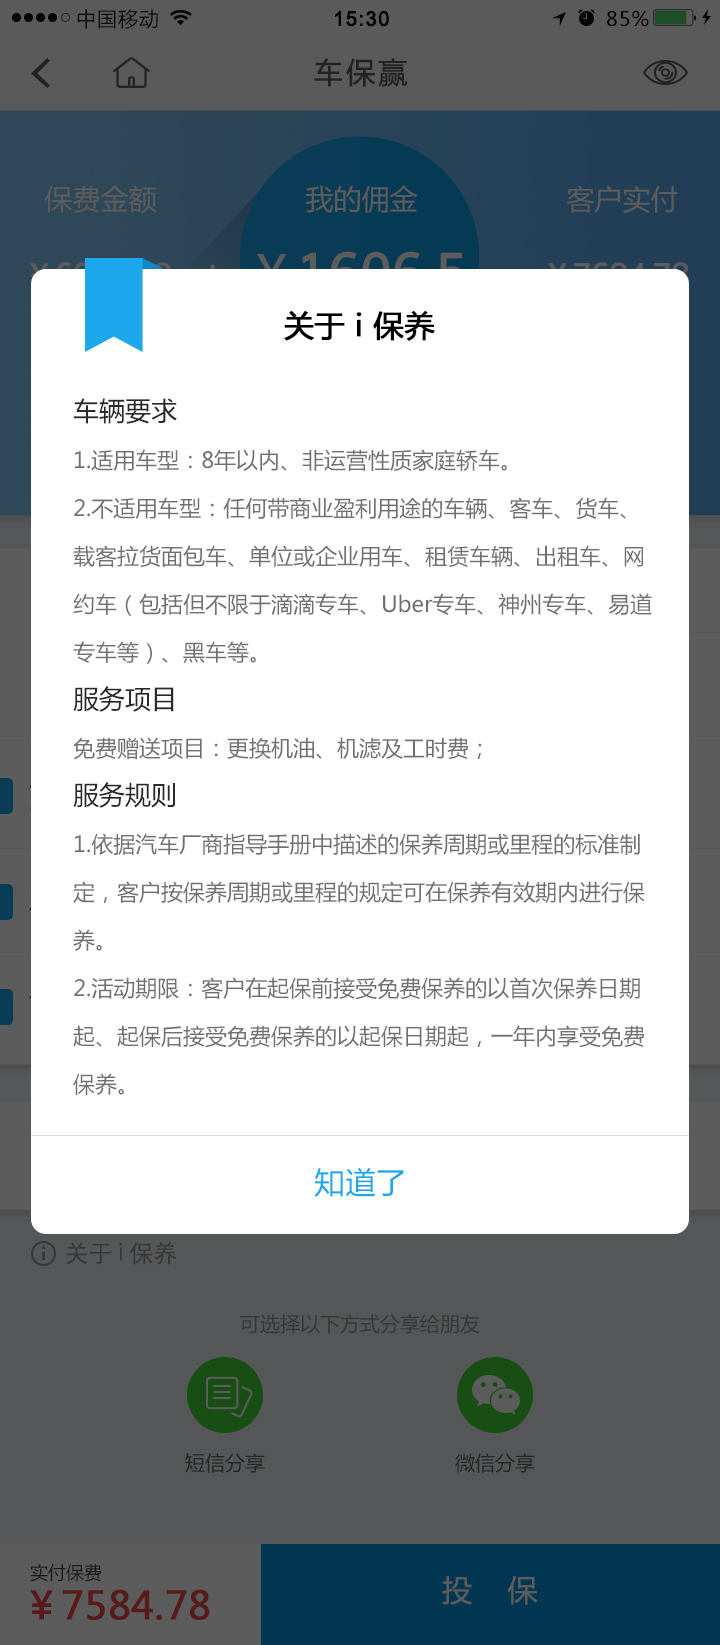 中国移动
15:30
85%
车保赢
保费金额
我的佣金
客户实付
关于 i 保养
车辆要求
1.适用车型：8年以内、非运营性质家庭轿车。
2.不适用车型：任何带商业盈利用途的车辆、客车、货车、
载客拉货面包车、单位或企业用车、租赁车辆、出租车、网
约车（包括但不限于滴滴专车、Uber专车、神州专车、易道
专车等）、黑车等。
服务项目
免费赠送项目：更换机油、机滤及工时费；
服务规则
1.依据汽车厂商指导手册中描述的保养周期或里程的标准制
定，客户按保养周期或里程的规定可在保养有效期内进行保
养。
2.活动期限：客户在起保前接受免费保养的以首次保养日期
起、起保后接受免费保养的以起保日期起，一年内享受免费
保养。
知道了
关于 i 保养
可选择以下方式分享给朋友
短信分享
微信分享
实付保费
¥ 7584.78
投 保